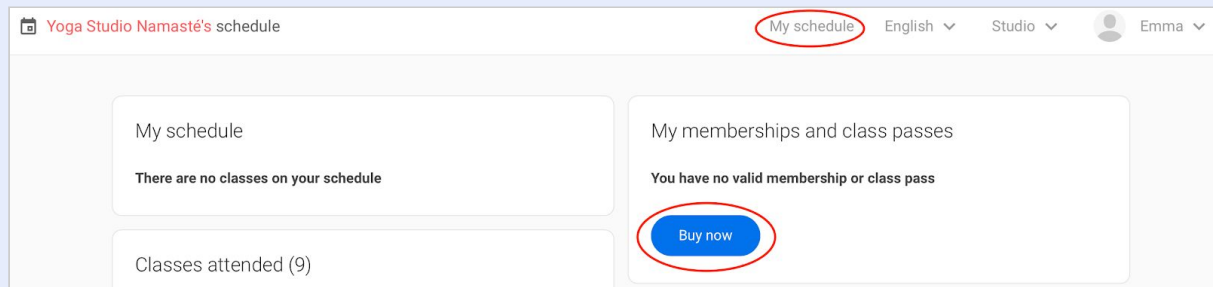 Yoga Studio Namasté's schedule My schedule English Studio Emma
My schedule
There are no classes on your schedule
Classes attended (9)
My memberships and class passes
You have no valid membership or class pass
Buy now